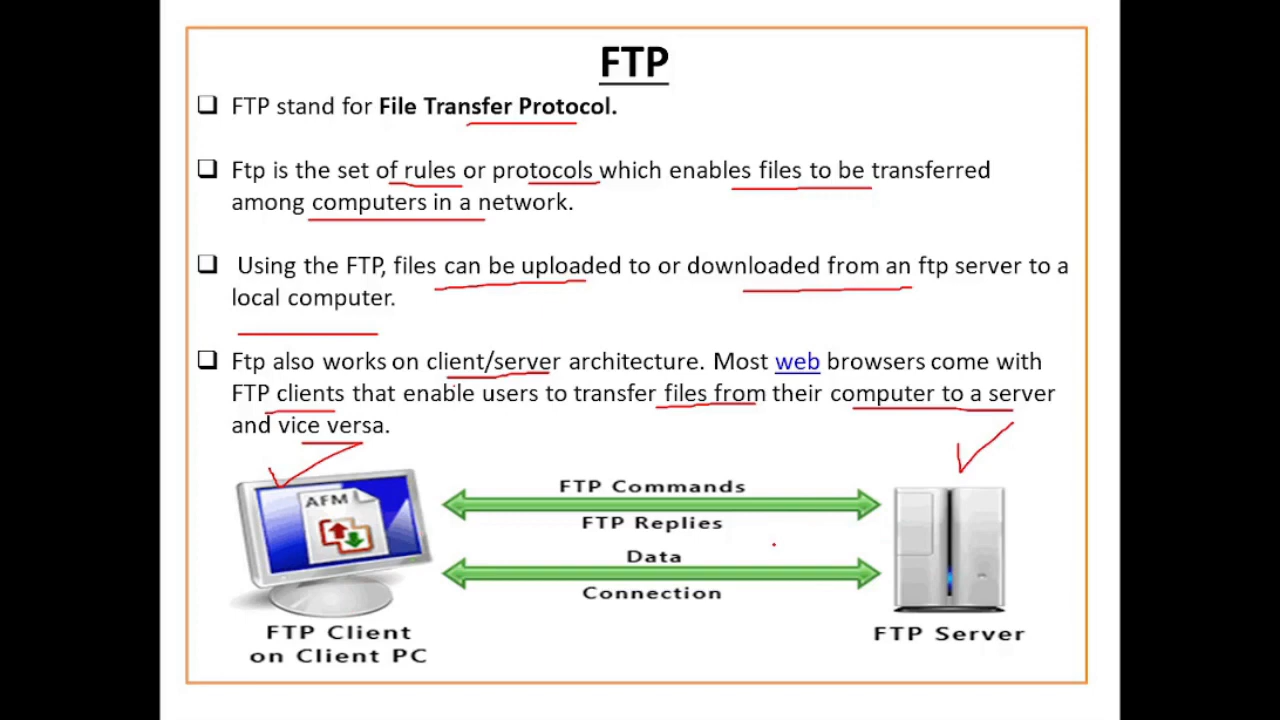 FTP
FTP stand for File Transfer Protocol.
Ftp is the set of rules or protocols which enables files to be transferred
among computers in a network.
Using the FTP, files can be uploaded to or downloaded from an ftp server to a
local computer.
Ftp also works on client/server architecture. Most web browsers come with
FTP clients that enable users to transfer files from their computer to a server
and vice versa.
AFM
FTP Commands
FTP Replies
Data
Connection
FTP Client
on Client PC
FTP Server